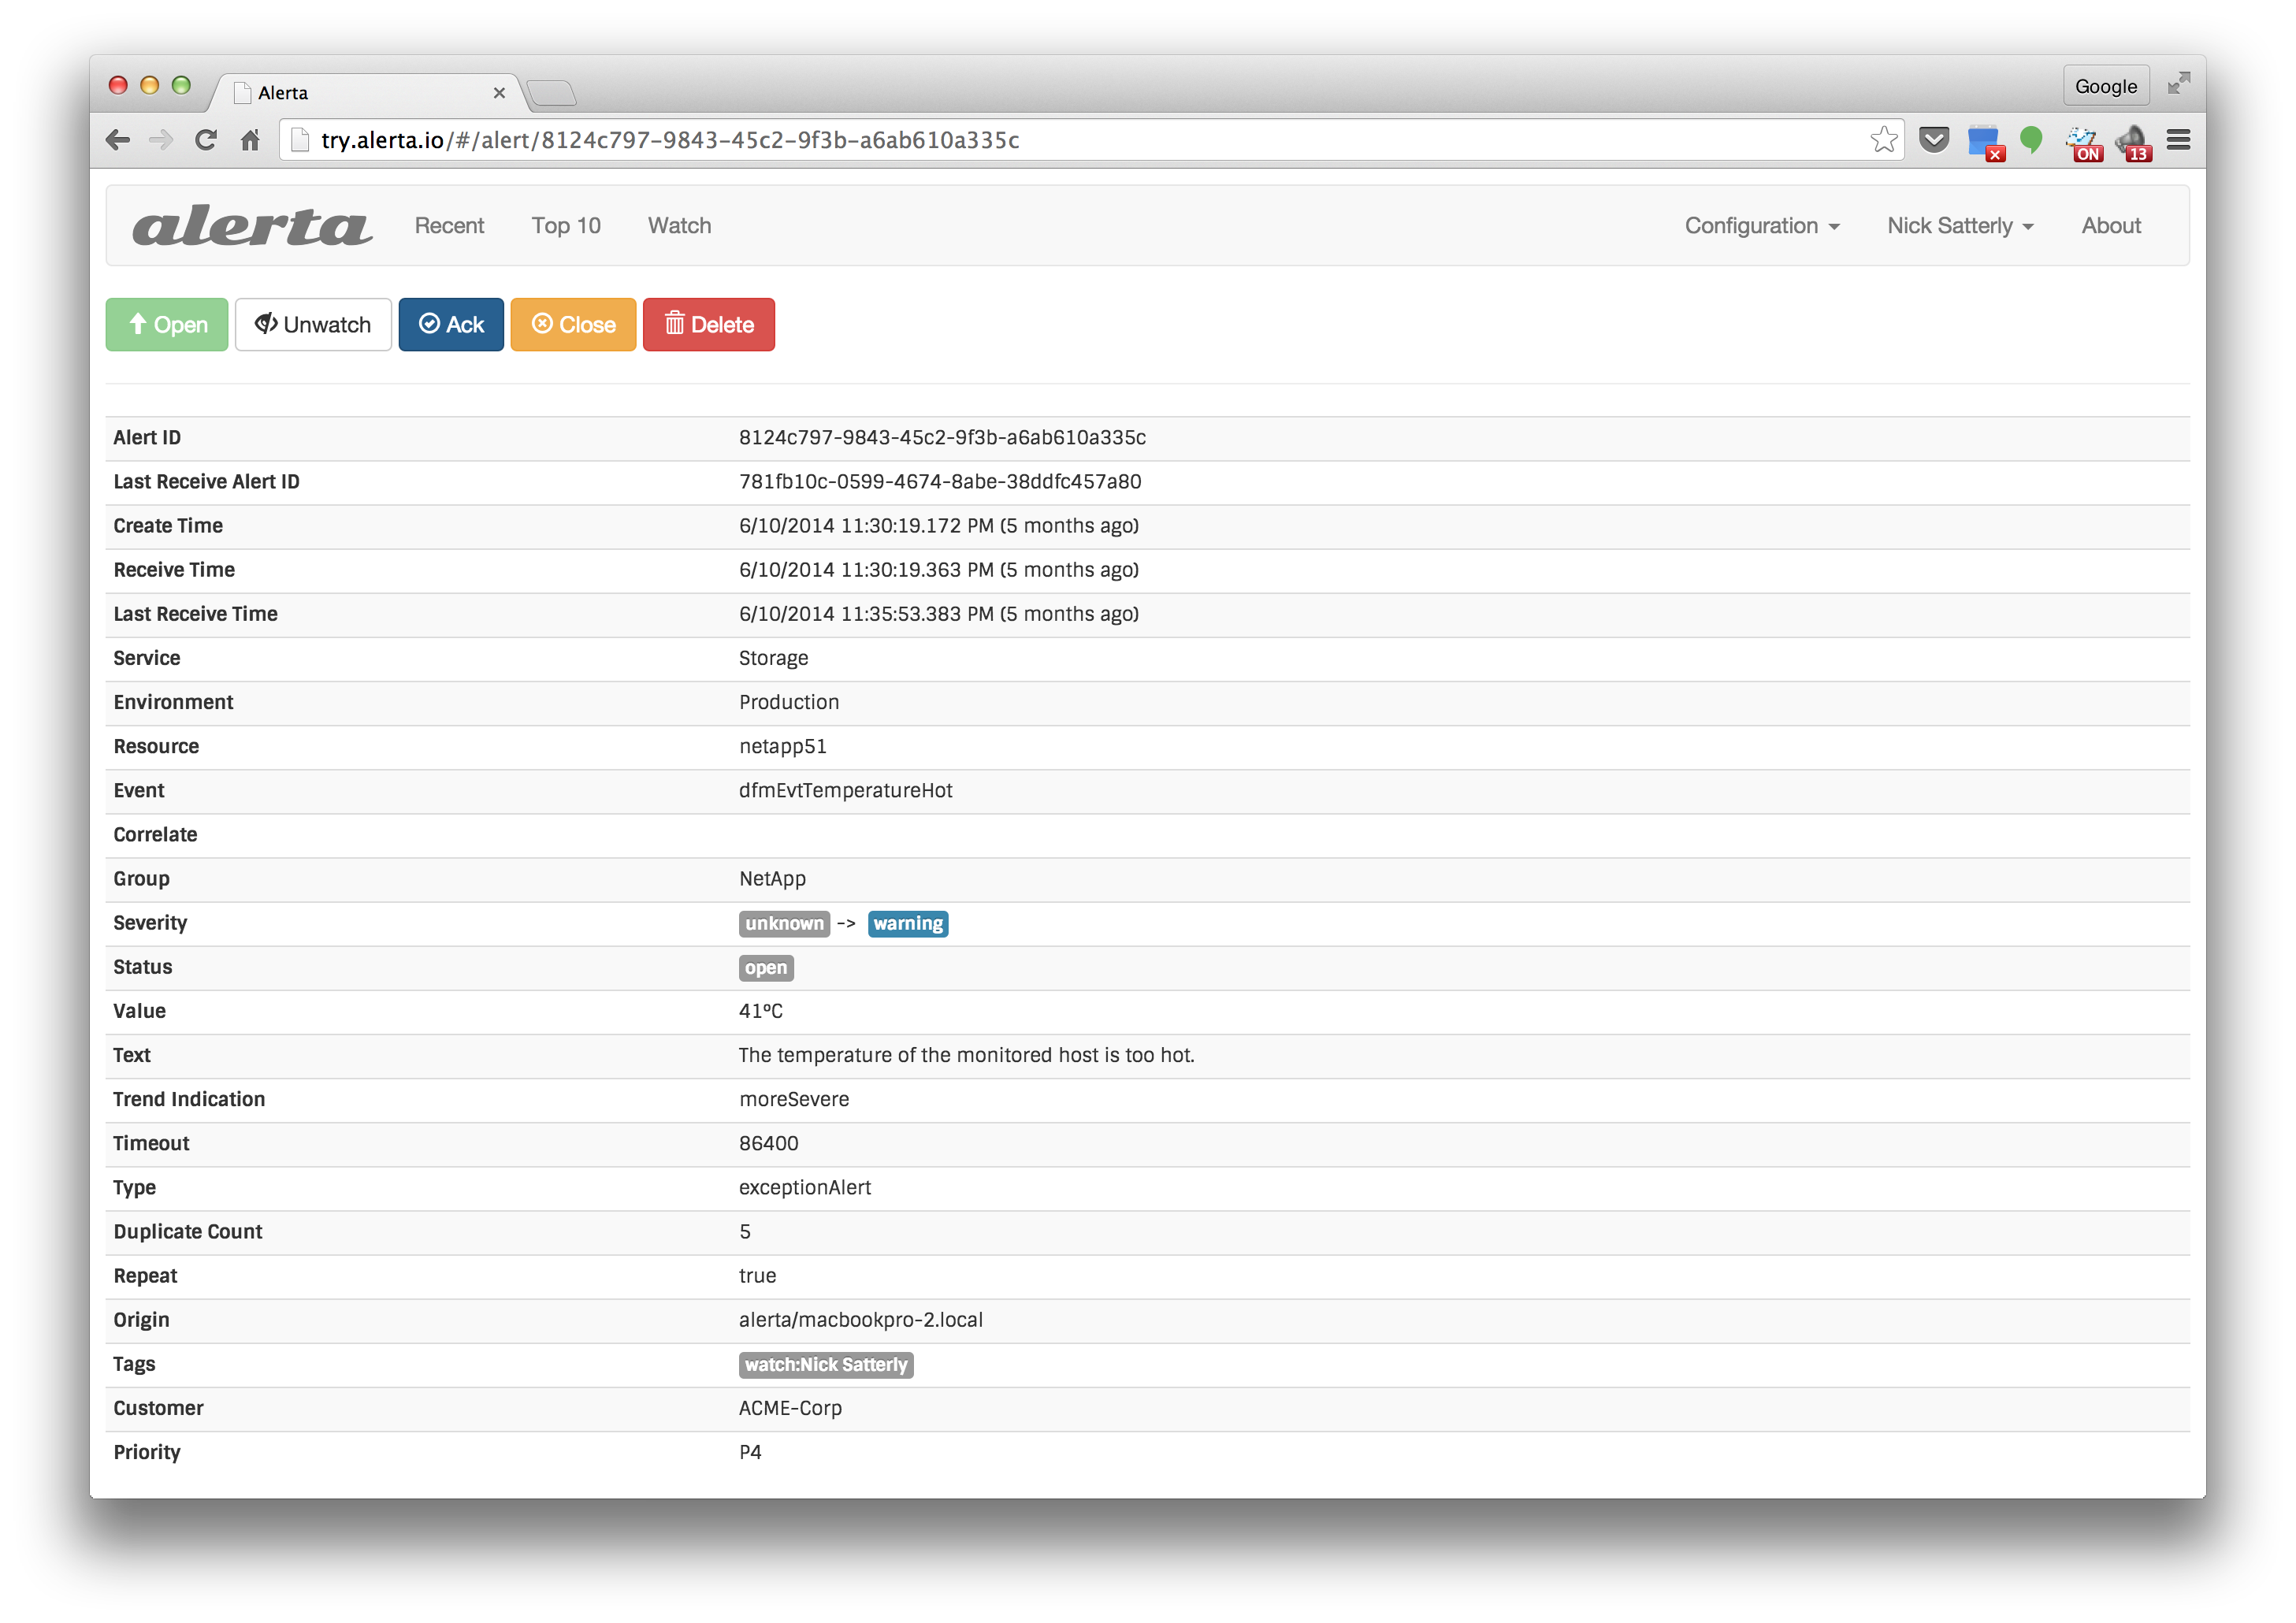 Alerta
Google
try.alerta.io/#/alert/8124c797-9843-45c2-9f3b-a6ab610a335c
ON
13
alerta Recent Top 10 Watch Configuration Nick Satterly About
Open Unwatch Ack Close Delete
Alert ID 8124c797-9843-45c2-9f3b-a6ab610a335c
Last Receive Alert ID 781fb10c-0599-4674-8abe-38ddfc457a80
Create Time 6/10/2014 11:30:19.172 PM (5 months ago)
Receive Time 6/10/2014 11:30:19.363 PM (5 months ago)
Last Receive Time 6/10/2014 11:35:53.383 PM (5 months ago)
Service Storage
Environment Production
Resource netapp51
Event dfmEvtTemperatureHot
Correlate
Group NetApp
Severity unknown -> warning
Status open
Value 41ºC
Text The temperature of the monitored host is too hot.
Trend Indication moreSevere
Timeout 86400
Type exceptionAlert
Duplicate Count 5
Repeat true
Origin alerta/macbookpro-2.local
Tags watch:Nick Satterly
Customer ACME-Corp
Priority P4